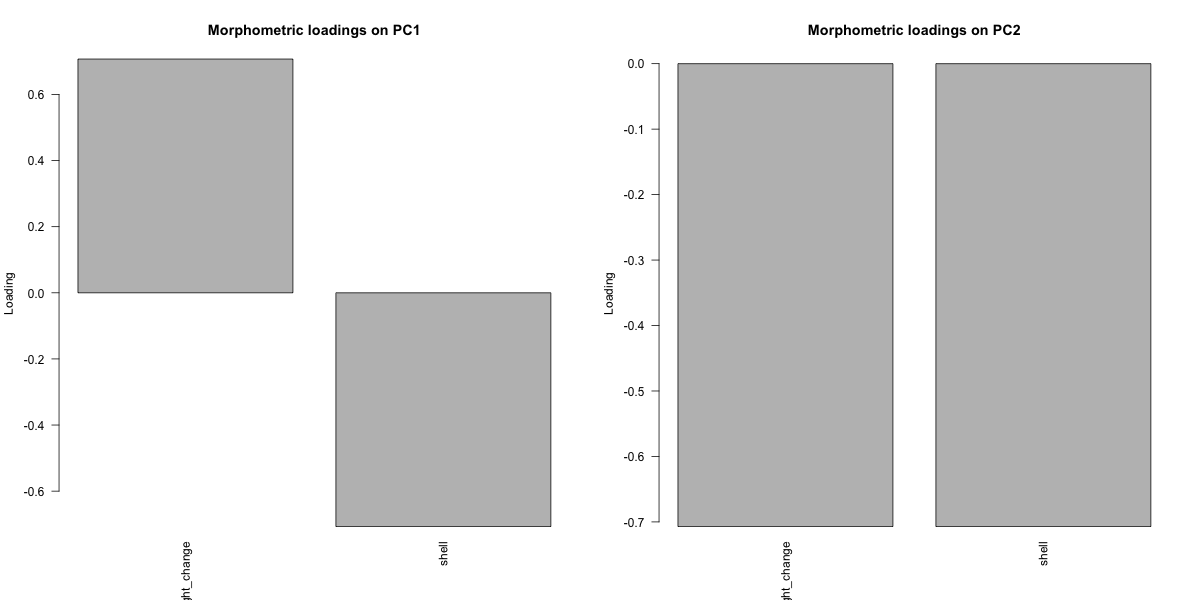 Morphometric loadings on PC1
Loading
0.6
0.4
0.2
0.0
-0.2
-0.4
-0.6
ght_change
shell
Morphometric loadings on PC2
Loading
0.0
-0.1
-0.2
-0.3
-0.4
-0.5
-0.6
-0.7
ght_change
shell